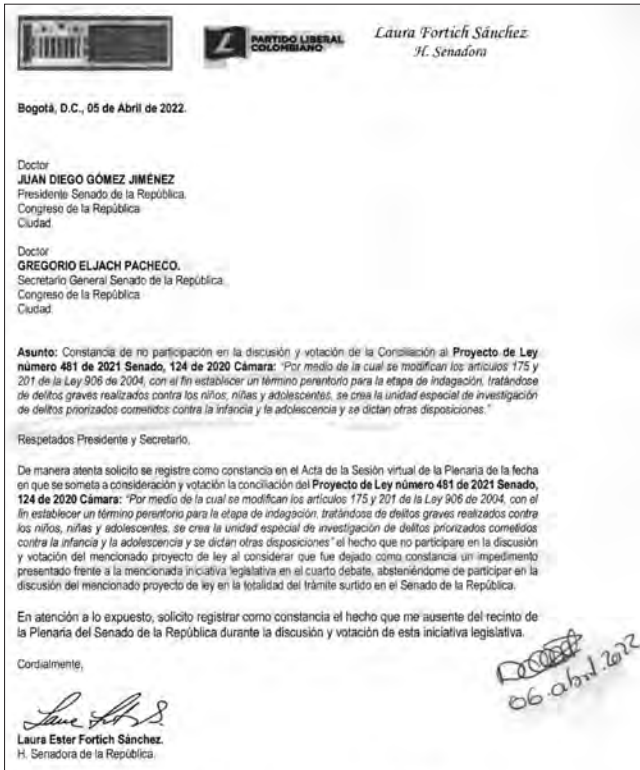 PARTIDO LIBERAL
COLOMBIANO
Laura Fortich Sánchez
H. Senadora
Bogotá, D.C., 05 de Abril de 2022.
Doctor
JUAN DIEGO GÓMEZ JIMÉNEZ
Presidente Senado de la República.
Congreso de la República
Ciudad.
Doctor
GREGORIO ELJACH PACHECO.
Secretario General Senado de la República.
Congreso de la República
Ciudad.
Asunto: Constancia de no participación en la discusión y votación de la Conciliación al Proyecto de Ley
número 481 de 2021 Senado, 124 de 2020 Cámara: "Por medio de la cual se modifican los artículos 175 y
201 de la Ley 906 de 2004, con el fin establecer un término perentorio para la etapa de indagación, tratándose
de delitos graves realizados contra los niños, niñas y adolescentes, se crea la unidad especial de investigación
de delitos priorizados cometidos contra la infancia y la adolescencia y se dictan otras disposiciones."
Respetados Presidente y Secretario,
De manera atenta solicito se registre como constancia en el Acta de la Sesión virtual de la Plenaria de la fecha
en que se someta a consideración y votación la conciliación del Proyecto de Ley número 481 de 2021 Senado,
124 de 2020 Cámara: "Por medio de la cual se modifican los artículos 175 y 201 de la Ley 906 de 2004, con el
fin establecer un término perentorio para la etapa de indagación, tratándose de delitos graves realizados contra
los niños, niñas y adolescentes, se crea la unidad especial de investigación de delitos priorizados cometidos
contra la infancia y la adolescencia y se dictan otras disposiciones" el hecho que no participare en la discusión
y votación del mencionado proyecto de ley al considerar que fue dejado como constancia un impedimento
presentado frente a la mencionada iniciativa legislativa en el cuarto debate, absteniéndome de participar en la
discusión del mencionado proyecto de ley en la totalidad del trámite surtido en el Senado de la República.
En atención a lo expuesto, solicito registrar como constancia el hecho que me ausente del recinto de
la Plenaria del Senado de la República durante la discusión y votación de esta iniciativa legislativa.
Cordialmente,
06.abril.2022
Laura Ester Fortich Sánchez.
H. Senadora de la República.